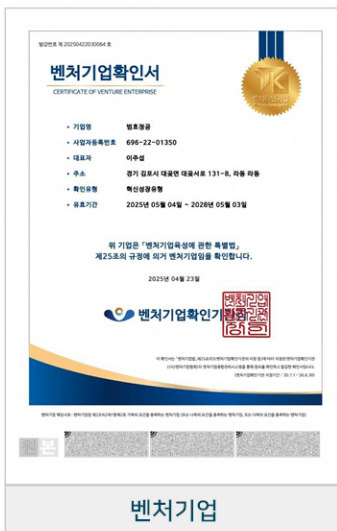 발급번호 제 20250422030064 호
벤처기업확인서
CERTIFICATE OF VENTURE ENTERPRISE
벤처확인기업
• 기업명 범호정공
• 사업자등록번호 696-22-01350
• 대표자 이주섭
• 주소 경기 김포시 대곶면 대곶서로 131-8, 라동 라동
• 확인유형 혁신성장유형
• 유효기간 2025년 05월 04일 ~ 2028년 05월 03일
위 기업은 「벤처기업육성에 관한 특별법」
제25조의 규정에 의거 벤처기업임을 확인합니다.
2025년 04월 23일
벤처기업확인기관장
벤처기업